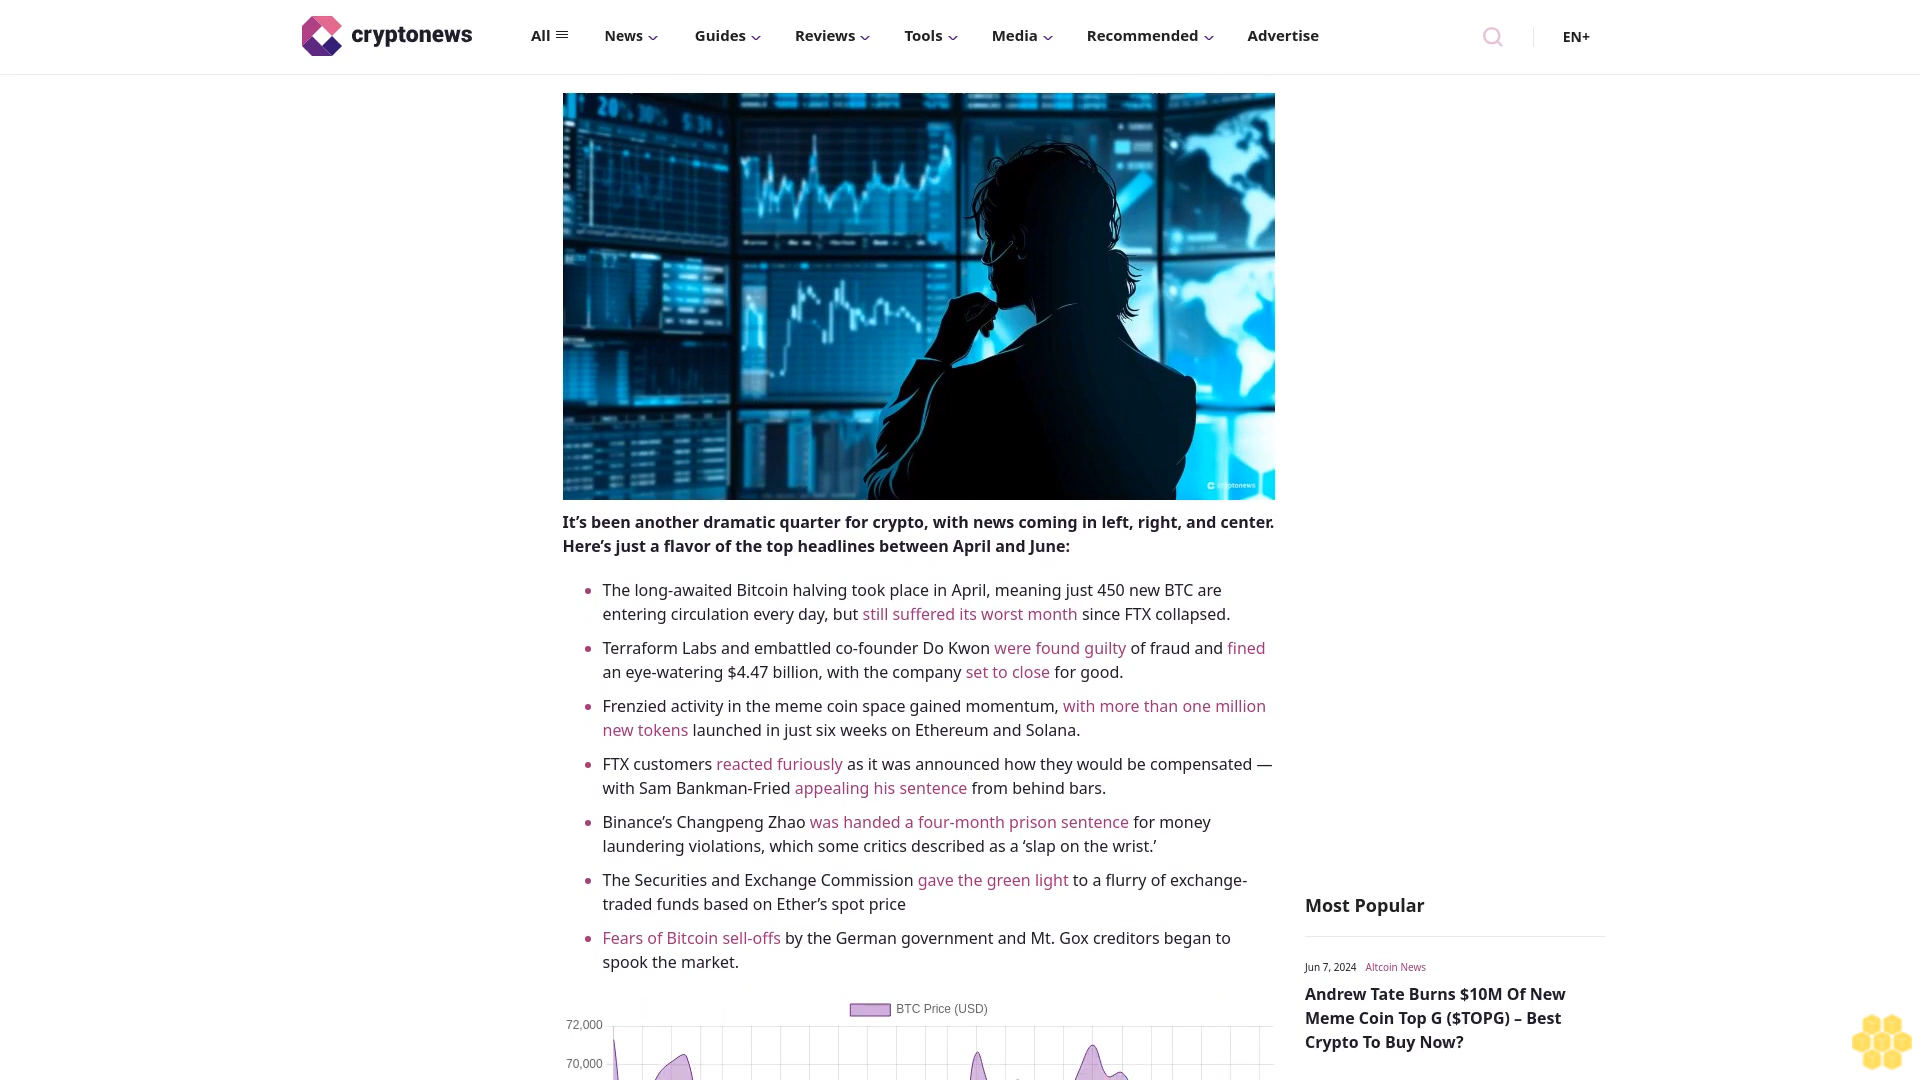 cryptonews
All
News
Guides
Reviews
Tools
Media
Recommended
Advertise
EN+
cryptonews
It’s been another dramatic quarter for crypto, with news coming in left, right, and center.
Here’s just a flavor of the top headlines between April and June:
The long-awaited Bitcoin halving took place in April, meaning just 450 new BTC are
entering circulation every day, but still suffered its worst month since FTX collapsed.
Terraform Labs and embattled co-founder Do Kwon were found guilty of fraud and fined
an eye-watering $4.47 billion, with the company set to close for good.
Frenzied activity in the meme coin space gained momentum, with more than one million
new tokens launched in just six weeks on Ethereum and Solana.
FTX customers reacted furiously as it was announced how they would be compensated —
with Sam Bankman-Fried appealing his sentence from behind bars.
Binance’s Changpeng Zhao was handed a four-month prison sentence for money
laundering violations, which some critics described as a ‘slap on the wrist.’
The Securities and Exchange Commission gave the green light to a flurry of exchange-
traded funds based on Ether’s spot price
Fears of Bitcoin sell-offs by the German government and Mt. Gox creditors began to
spook the market.
BTC Price (USD)
72,000
70,000
Most Popular
Jun 7, 2024 Altcoin News
Andrew Tate Burns $10M Of New
Meme Coin Top G ($TOPG) – Best
Crypto To Buy Now?